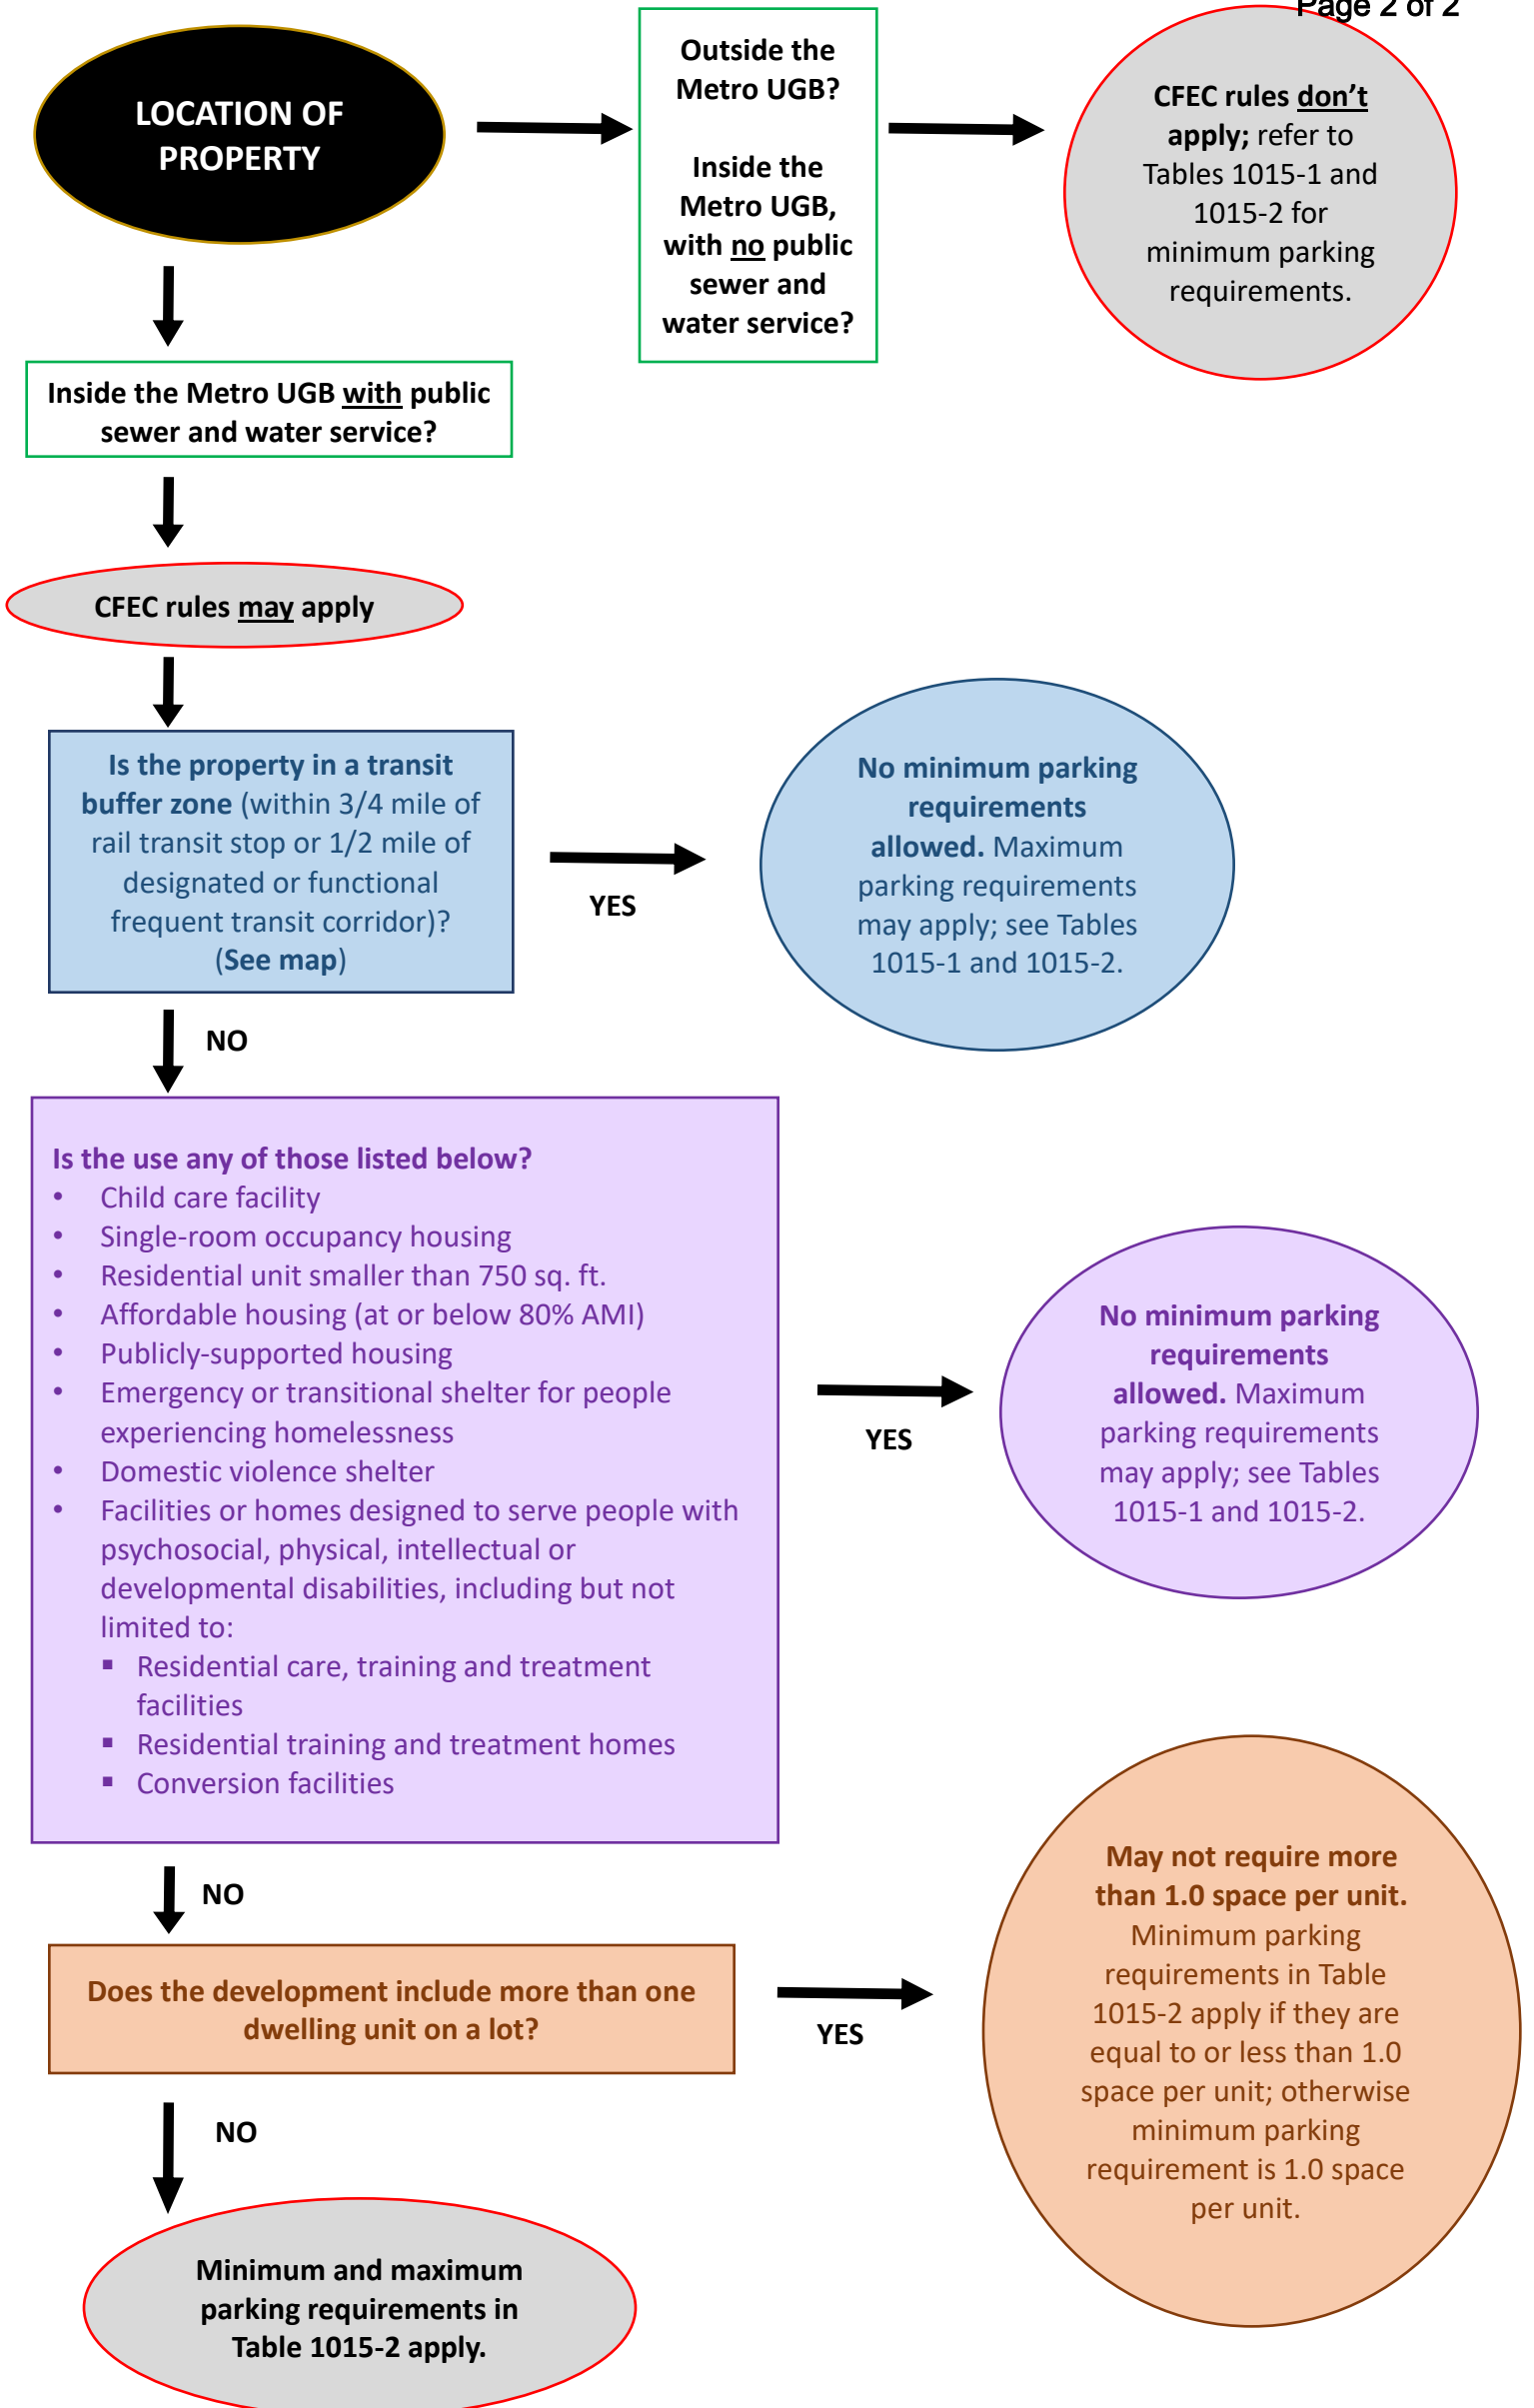 Page 2 of 2
LOCATION OF
PROPERTY
Outside the
Metro UGB?
Inside the
Metro UGB,
with no public
sewer and
water service?
CFEC rules don't
apply; refer to
Tables 1015-1 and
1015-2 for
minimum parking
requirements.
Inside the Metro UGB with public
sewer and water service?
CFEC rules may apply
Is the property in a transit
buffer zone (within 3/4 mile of
rail transit stop or 1/2 mile of
designated or functional
frequent transit corridor)?
(See map)
YES
No minimum parking
requirements
allowed. Maximum
parking requirements
may apply; see Tables
1015-1 and 1015-2.
NO
Is the use any of those listed below?
• Child care facility
• Single-room occupancy housing
• Residential unit smaller than 750 sq. ft.
• Affordable housing (at or below 80% AMI)
• Publicly-supported housing
• Emergency or transitional shelter for people
experiencing homelessness
• Domestic violence shelter
• Facilities or homes designed to serve people with
psychosocial, physical, intellectual or
developmental disabilities, including but not
limited to:
▪ Residential care, training and treatment
facilities
▪ Residential training and treatment homes
▪ Conversion facilities
YES
No minimum parking
requirements
allowed. Maximum
parking requirements
may apply; see Tables
1015-1 and 1015-2.
NO
Does the development include more than one
dwelling unit on a lot?
YES
May not require more
than 1.0 space per unit.
Minimum parking
requirements in Table
1015-2 apply if they are
equal to or less than 1.0
space per unit; otherwise
minimum parking
requirement is 1.0 space
per unit.
NO
Minimum and maximum
parking requirements in
Table 1015-2 apply.